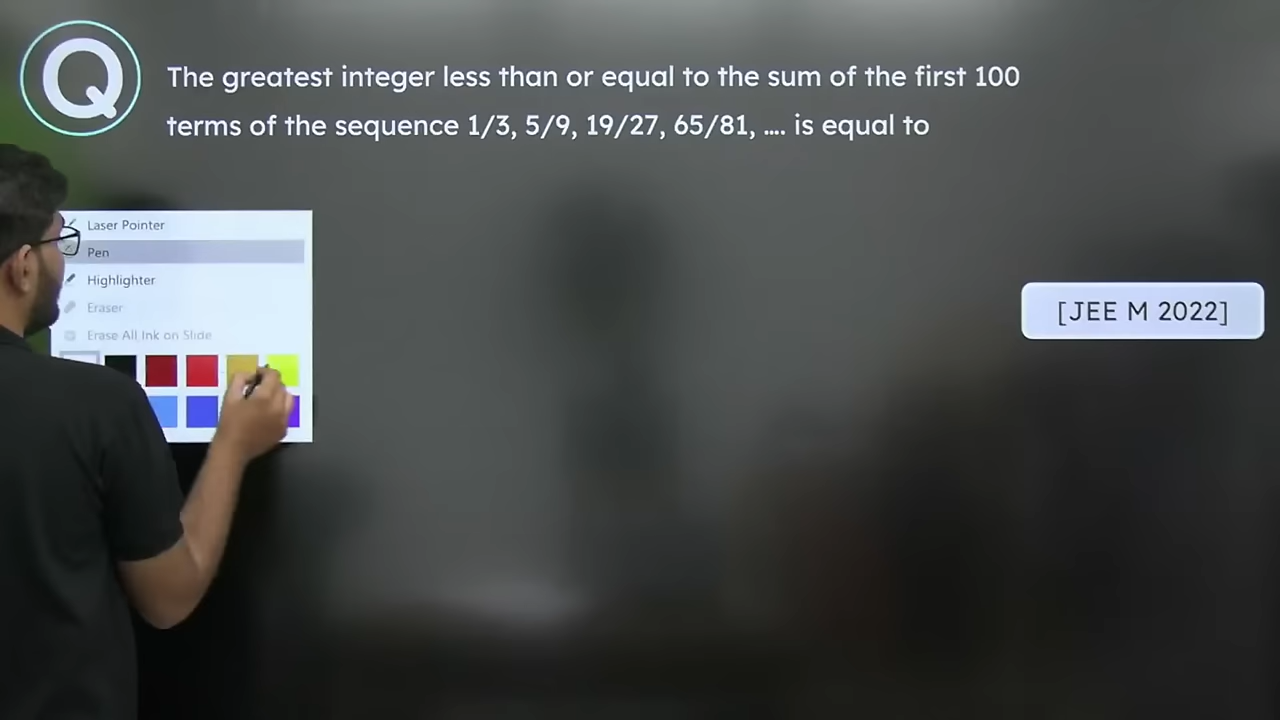 Q
The greatest integer less than or equal to the sum of the first 100
terms of the sequence 1/3, 5/9, 19/27, 65/81, .... is equal to
Laser Pointer
Pen
Highlighter
Eraser
Erase All Ink on Slide
[JEE M 2022]